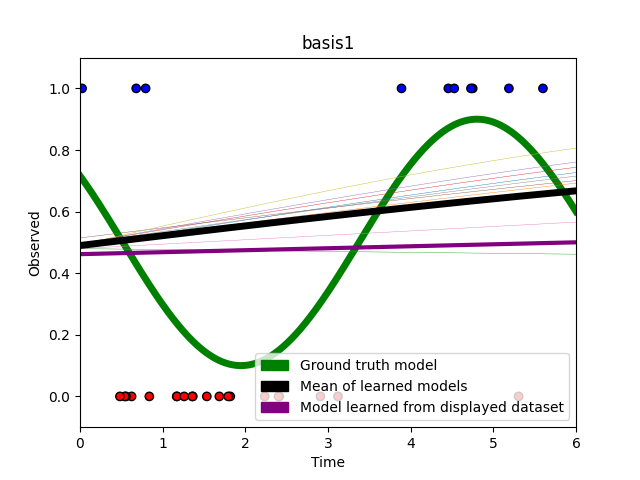 basis1
1.0
0.8
0.6
0.4
0.2
0.0
Observed
Ground truth model
Mean of learned models
Model learned from displayed dataset
0 1 2 3 4 5 6
Time